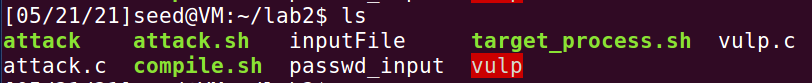 [05/21/21]seed@VM:~/lab2$ ls
attack attack.sh inputFile target_process.sh vulp.c
attack.c compile.sh passwd_input vulp